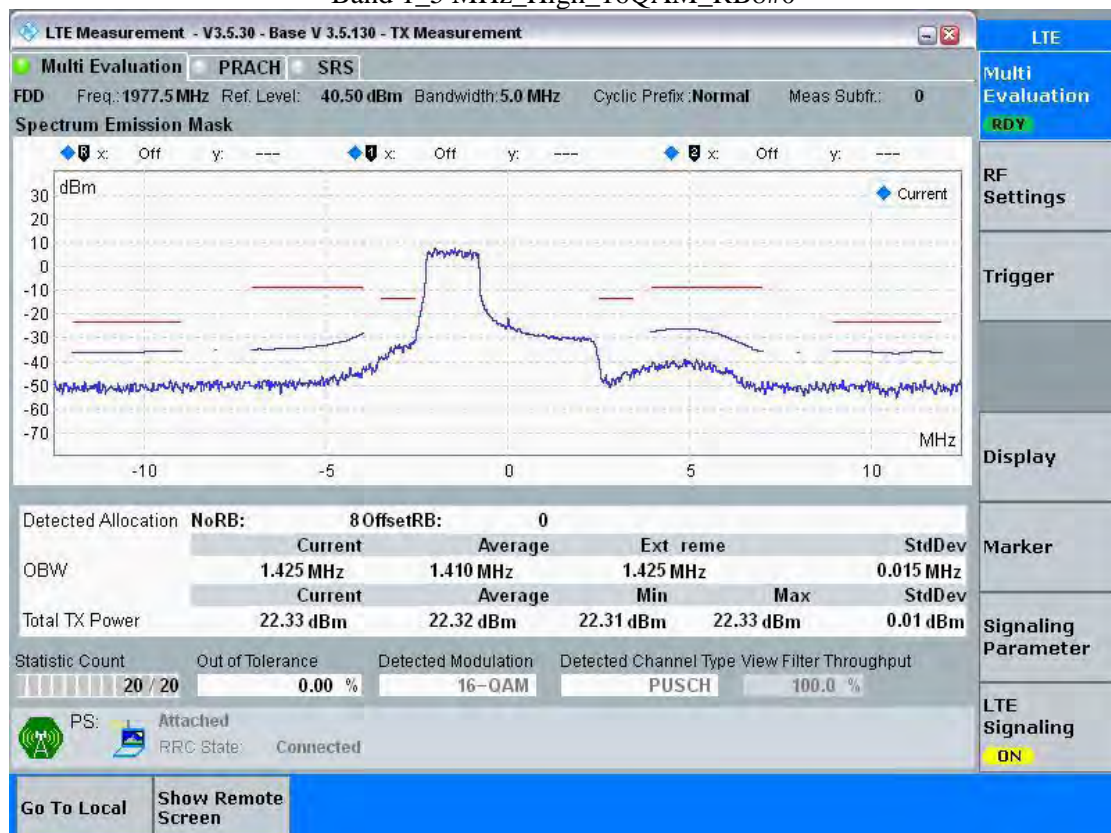 Band 1_5 MHz_High_16QAM_RB8#0
LTE Measurement - V3.5.30 - Base V 3.5.130 - TX Measurement
LTE
Multi Evaluation PRACH SRS
Multi Evaluation
RDY
FDD Freq.: 1977.5 MHz Ref. Level: 40.50 dBm Bandwidth: 5.0 MHz Cyclic Prefix : Normal Meas Subfr.: 0
Spectrum Emission Mask
R x: Off y: --- 1 x: Off y: --- 2 x: Off y: ---
dBm
Current
30
20
10
0
-10
-20
-30
-40
-50
-60
-70
MHz
-10 -5 0 5 10
RF Settings
Trigger
Display
Marker
Signaling Parameter
LTE Signaling
ON
Detected Allocation NoRB: 8 OffsetRB: 0
Current Average Ext reme StdDev
OBW 1.425 MHz 1.410 MHz 1.425 MHz 0.015 MHz
Current Average Min Max StdDev
Total TX Power 22.33 dBm 22.32 dBm 22.31 dBm 22.33 dBm 0.01 dBm
Statistic Count Out of Tolerance Detected Modulation Detected Channel Type View Filter Throughput
20 / 20 0.00 % 16-QAM PUSCH 100.0 %
PS: Attached
RRC State: Connected
Go To Local
Show Remote Screen